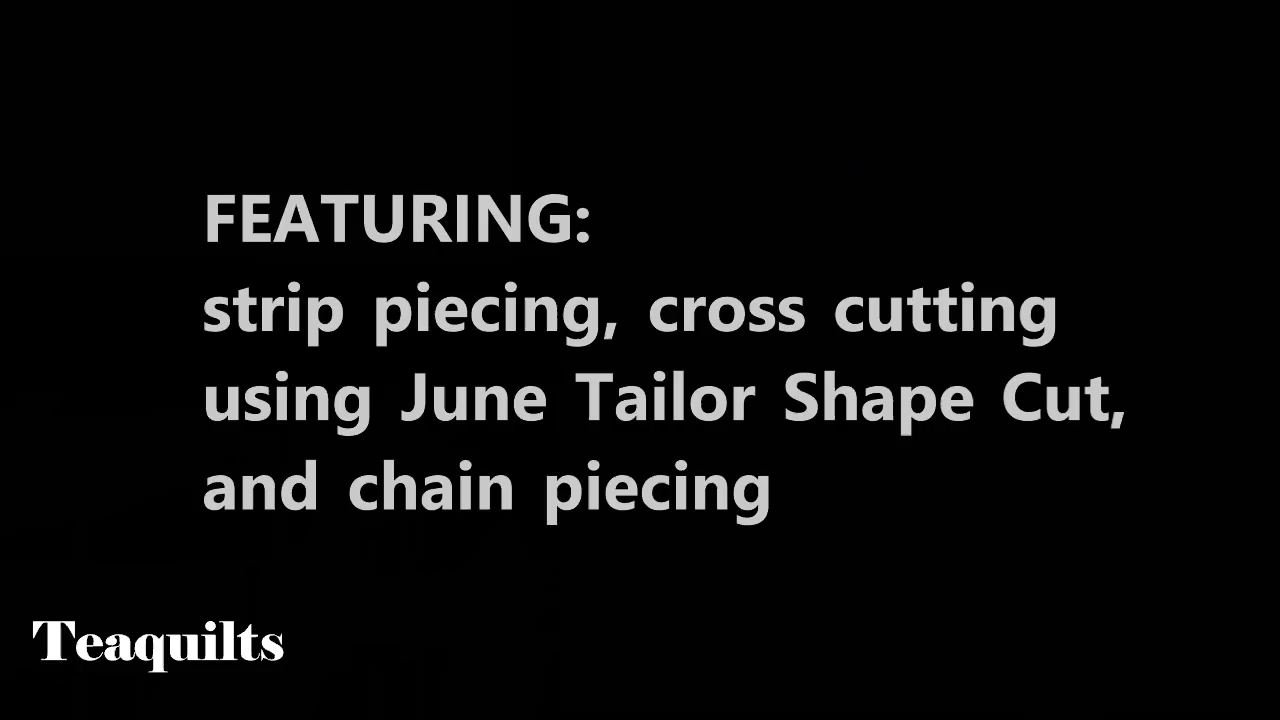 FEATURING:
strip piecing, cross cutting
using June Tailor Shape Cut,
and chain piecing
Teaquilts